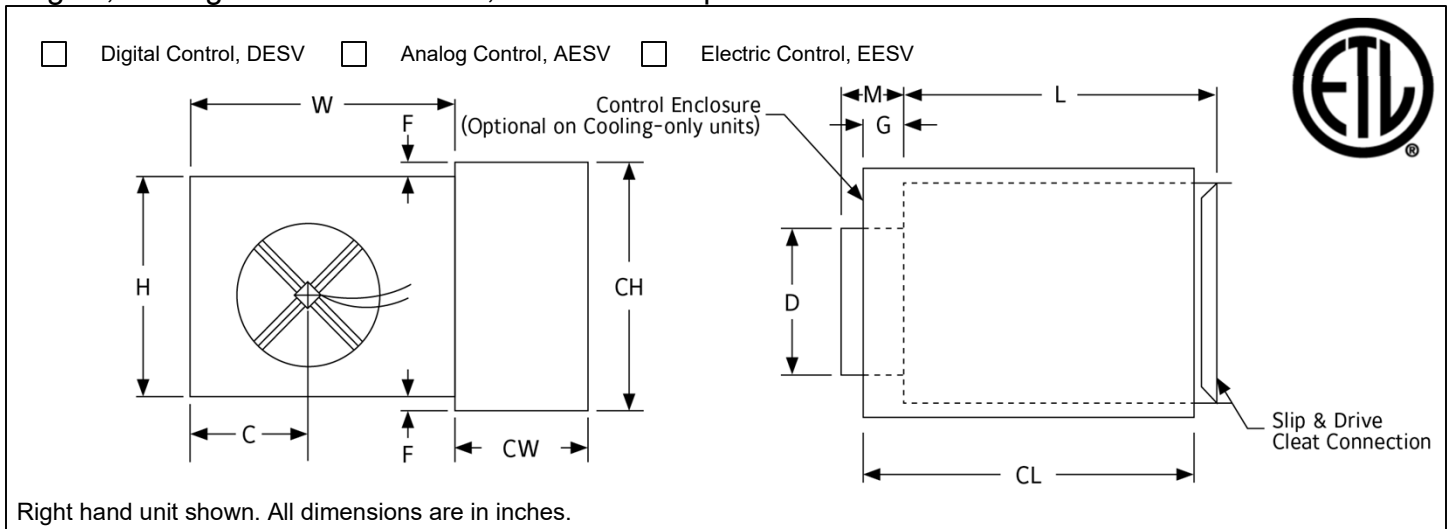 Digital Control, DESV Analog Control, AESV Electric Control, EESV
W
F
Control Enclosure
(Optional on Cooling-only units)
M
L
G
ETL
®
H
CH
D
C
F
CW
CL
Slip & Drive
Cleat Connection
Right hand unit shown. All dimensions are in inches.